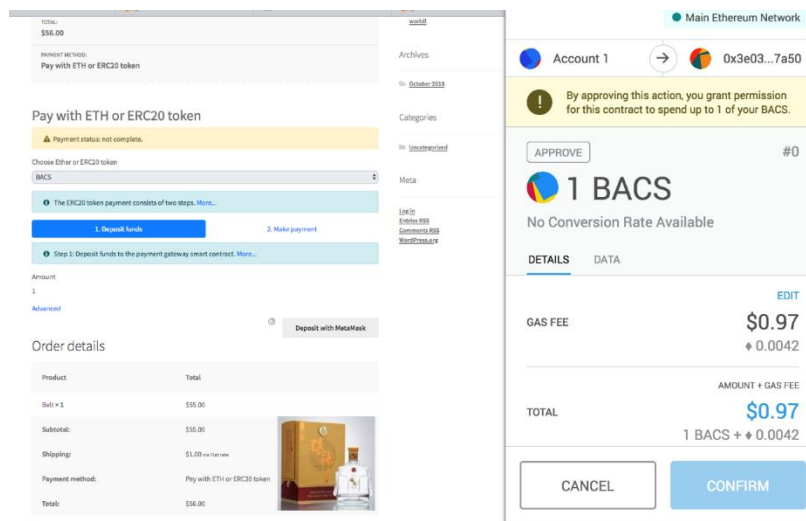 TOTAL:
$56.00
PAYMENT METHOD:
Pay with ETH or ERC20 token
Pay with ETH or ERC20 token
Payment status: not complete.
Choose Ether or ERC20 token
BACS
The ERC20 token payment consists of two steps. More...
1. Deposit funds
2. Make payment
Step 1: Deposit funds to the payment gateway smart contract. More...
Amount
1
Advanced
Deposit with MetaMask
Order details
Product Total
Belt × 1 $55.00
Subtotal: $55.00
Shipping: $1.00 via Flat rate
Payment method: Pay with ETH or ERC20 token
Total: $56.00
world!
Archives
October 2018
Categories
Uncategorized
Meta
Log in
Entries RSS
Comments RSS
WordPress.org
Main Ethereum Network
Account 1
0x3e03...7a50
By approving this action, you grant permission
for this contract to spend up to 1 of your BACS.
APPROVE #0
1 BACS
No Conversion Rate Available
DETAILS DATA
EDIT
GAS FEE $0.97
0.0042
AMOUNT + GAS FEE
TOTAL $0.97
1 BACS + 0.0042
CANCEL CONFIRM